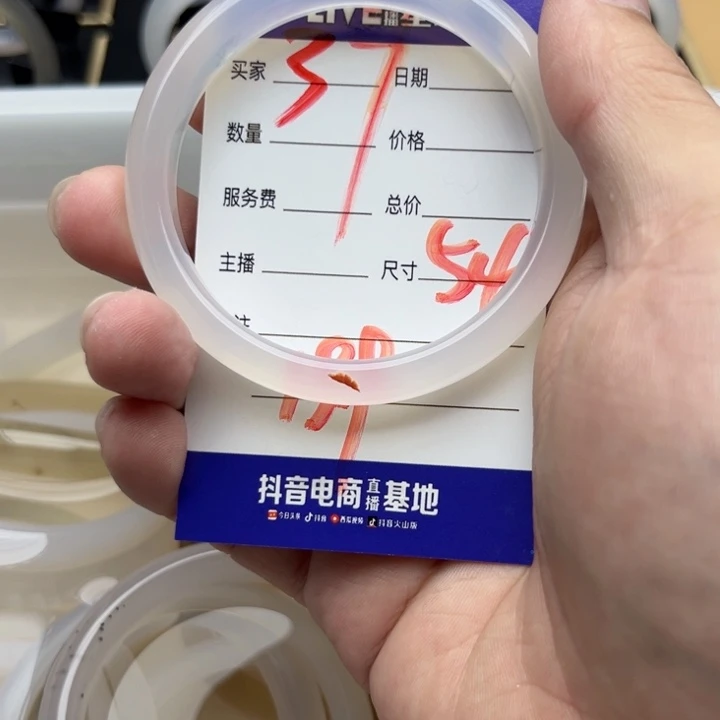 LIVE
买家 37 日期
数量 价格
服务费 总价
主播 尺寸 54
抖音电商直播基地
今日头条 抖音 西瓜视频 抖音火山版